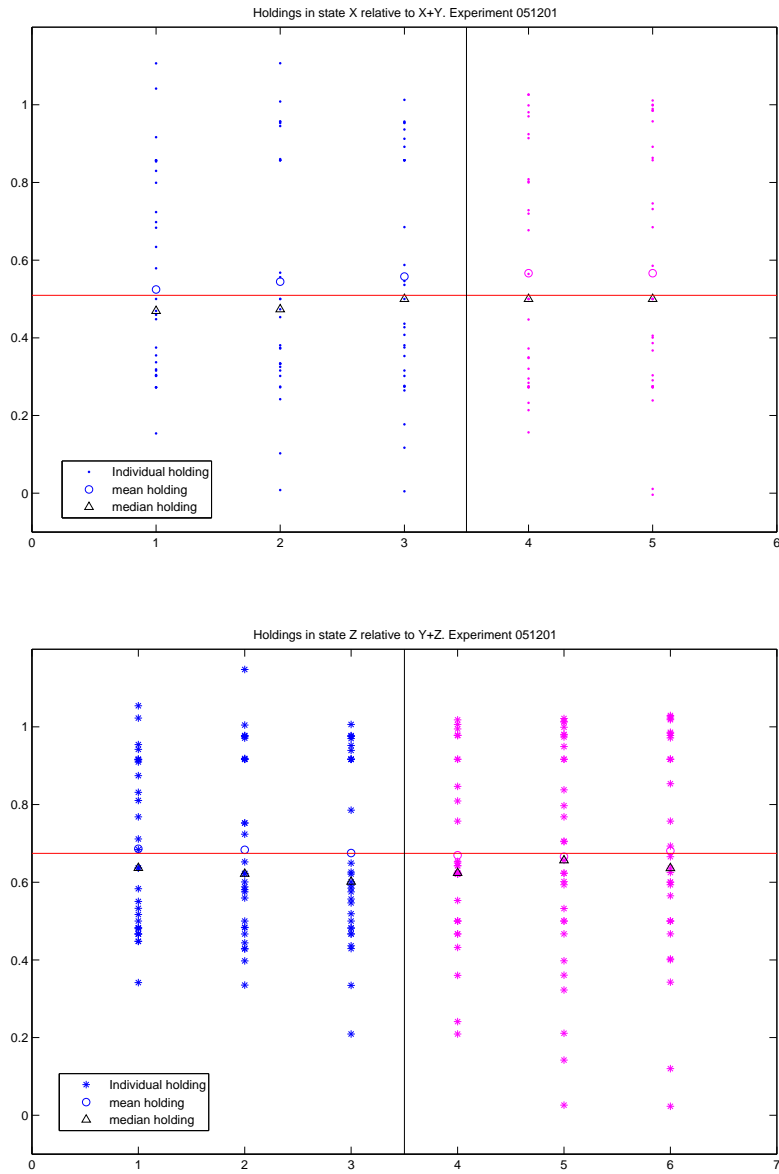 Holdings in state X relative to X+Y. Experiment 051201
1
0.8
0.6
0.4
0.2
0
Individual holding
mean holding
median holding
0 1 2 3 4 5 6
Holdings in state Z relative to Y+Z. Experiment 051201
1
0.8
0.6
0.4
0.2
0
Individual holding
mean holding
median holding
0 1 2 3 4 5 6 7